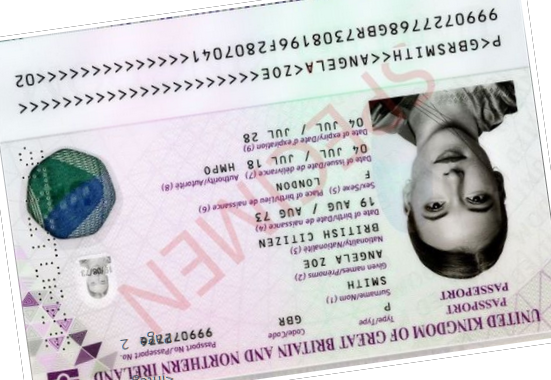 UNITED KINGDOM OF GREAT BRITAIN AND NORTHERN IRELAND
PASSPORT
PASSEPORT
Type/Type
P
Code/Code
GBR
Passport No./Passeport No.
Surname/Nom (1)
SMITH
Given names/Prénoms (2)
ANGELA ZOE
Nationality/Nationalité (3)
BRITISH CITIZEN
Date of birth/Date de naissance (4)
19 AUG / AUG 73
Sex/Sexe (5) Place of birth/Lieu de naissance (6)
F LONDON
Date of issue/Date de délivrance (7) Authority/Autorité (8)
04 JUL / JUL 18 HMPO
Date of expiry/Date d'expiration (9)
04 JUL / JUL 28
SPECIMEN
P<GBRSMITH<<ANGELA<ZOE<<<<<<<<<<<<<<<<<<<<<<
9990727768GBR7308196F2807041<<<<<<<<<<<<<<02